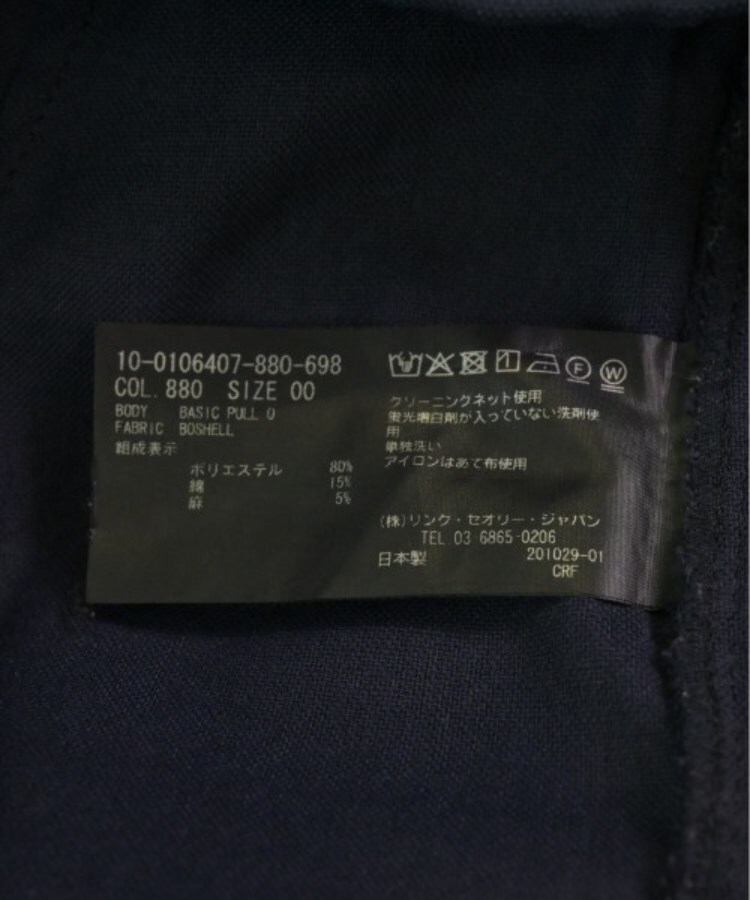 10-0106407-880-698
COL. 880 SIZE 00
BODY BASIC PULL O
FABRIC BOSHELL
組成表示
ポリエステル 80%
綿 15%
麻 5%
F
W
クリーニングネット使用
蛍光増白剤が入っていない洗剤使
用
単独洗い
アイロンはあて布使用
(株)リンク・セオリー・ジャパン
TEL 03 6865-0206
日本製 201029-01
CRF